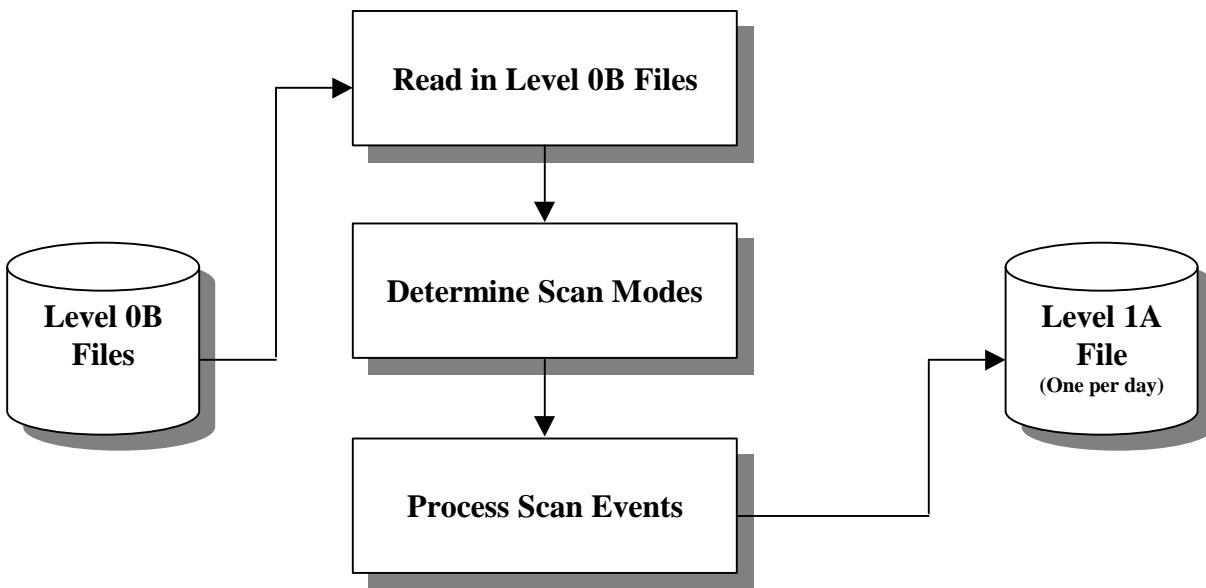 Read in Level 0B Files
Determine Scan Modes
Level 0B
Files
Level 1A
File
(One per day)
Process Scan Events